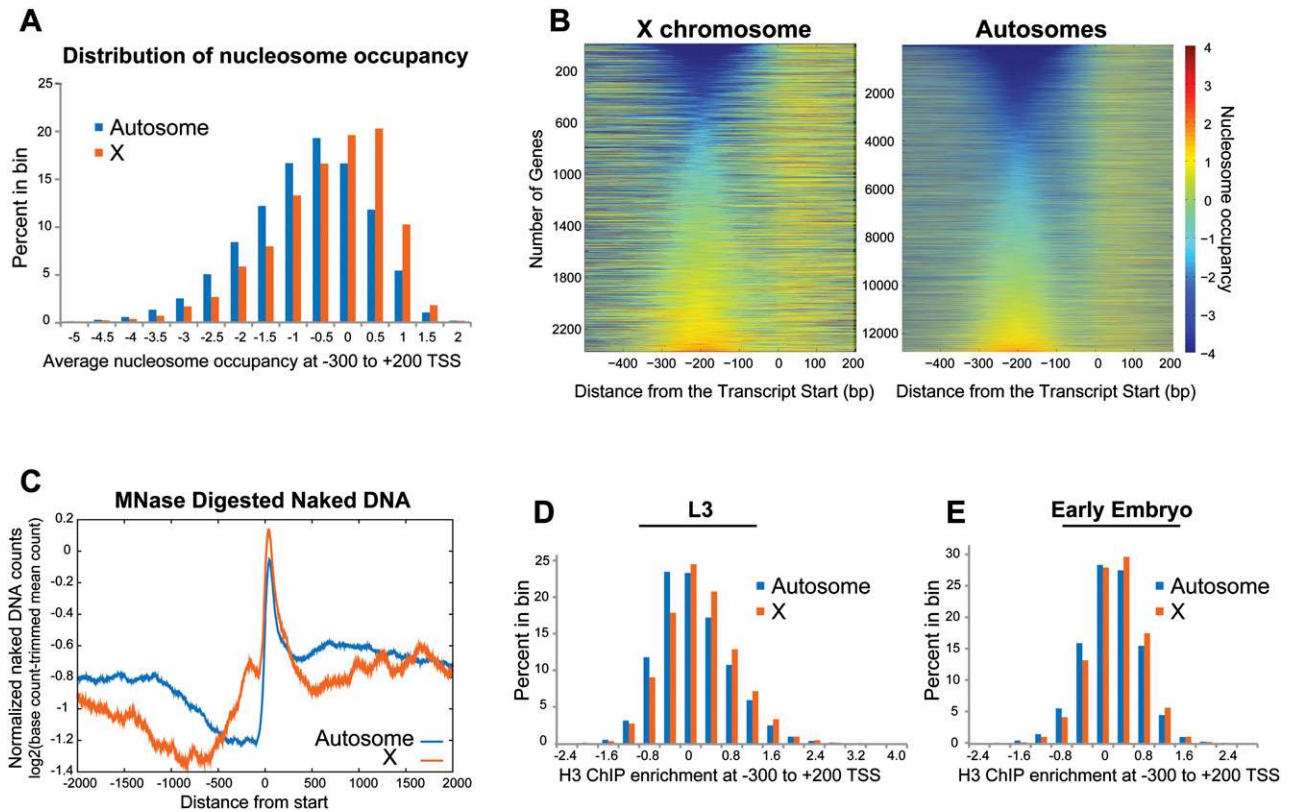 A
Distribution of nucleosome occupancy
Percent in bin
25
20
15
10
5
0
Autosome
X
-5 -4.5 -4 -3.5 -3 -2.5 -2 -1.5 -1 -0.5 0 0.5 1 1.5 2
Average nucleosome occupancy at -300 to +200 TSS
B
X chromosome
Number of Genes
200
600
1000
1400
1800
2200
−400 −300 −200 −100 0 100 200
Distance from the Transcript Start (bp)
Autosomes
2000
4000
6000
8000
10000
12000
−400 −300 −200 −100 0 100 200
Distance from the Transcript Start (bp)
4
3
2
1
0
−1
−2
−3
−4
Nucleosome occupancy
C
MNase Digested Naked DNA
Normalized naked DNA counts
log2(base count-trimmed mean count)
0.2
0
-0.2
-0.4
-0.6
-0.8
-1
-1.2
-1.4
Autosome
X
-2000 -1500 -1000 -500 0 500 1000 1500 2000
Distance from start
D
L3
Percent in bin
25
20
15
10
5
0
Autosome
X
-2.4 -1.6 -0.8 0 0.8 1.6 2.4 3.2 4.0
H3 ChIP enrichment at -300 to +200 TSS
E
Early Embryo
Percent in bin
30
25
20
15
10
5
0
Autosome
X
-2.4 -1.6 -0.8 0 0.8 1.6 2.4 3.2 4.0
H3 ChIP enrichment at -300 to +200 TSS